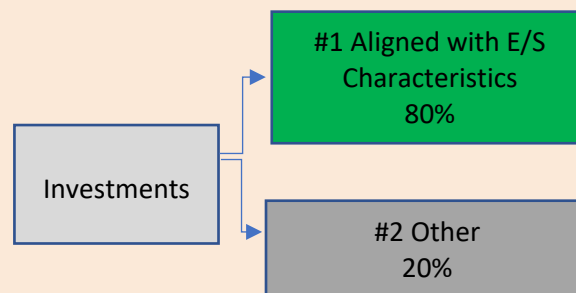 #1 Aligned with E/S
Characteristics
80%
Investments
#2 Other
20%